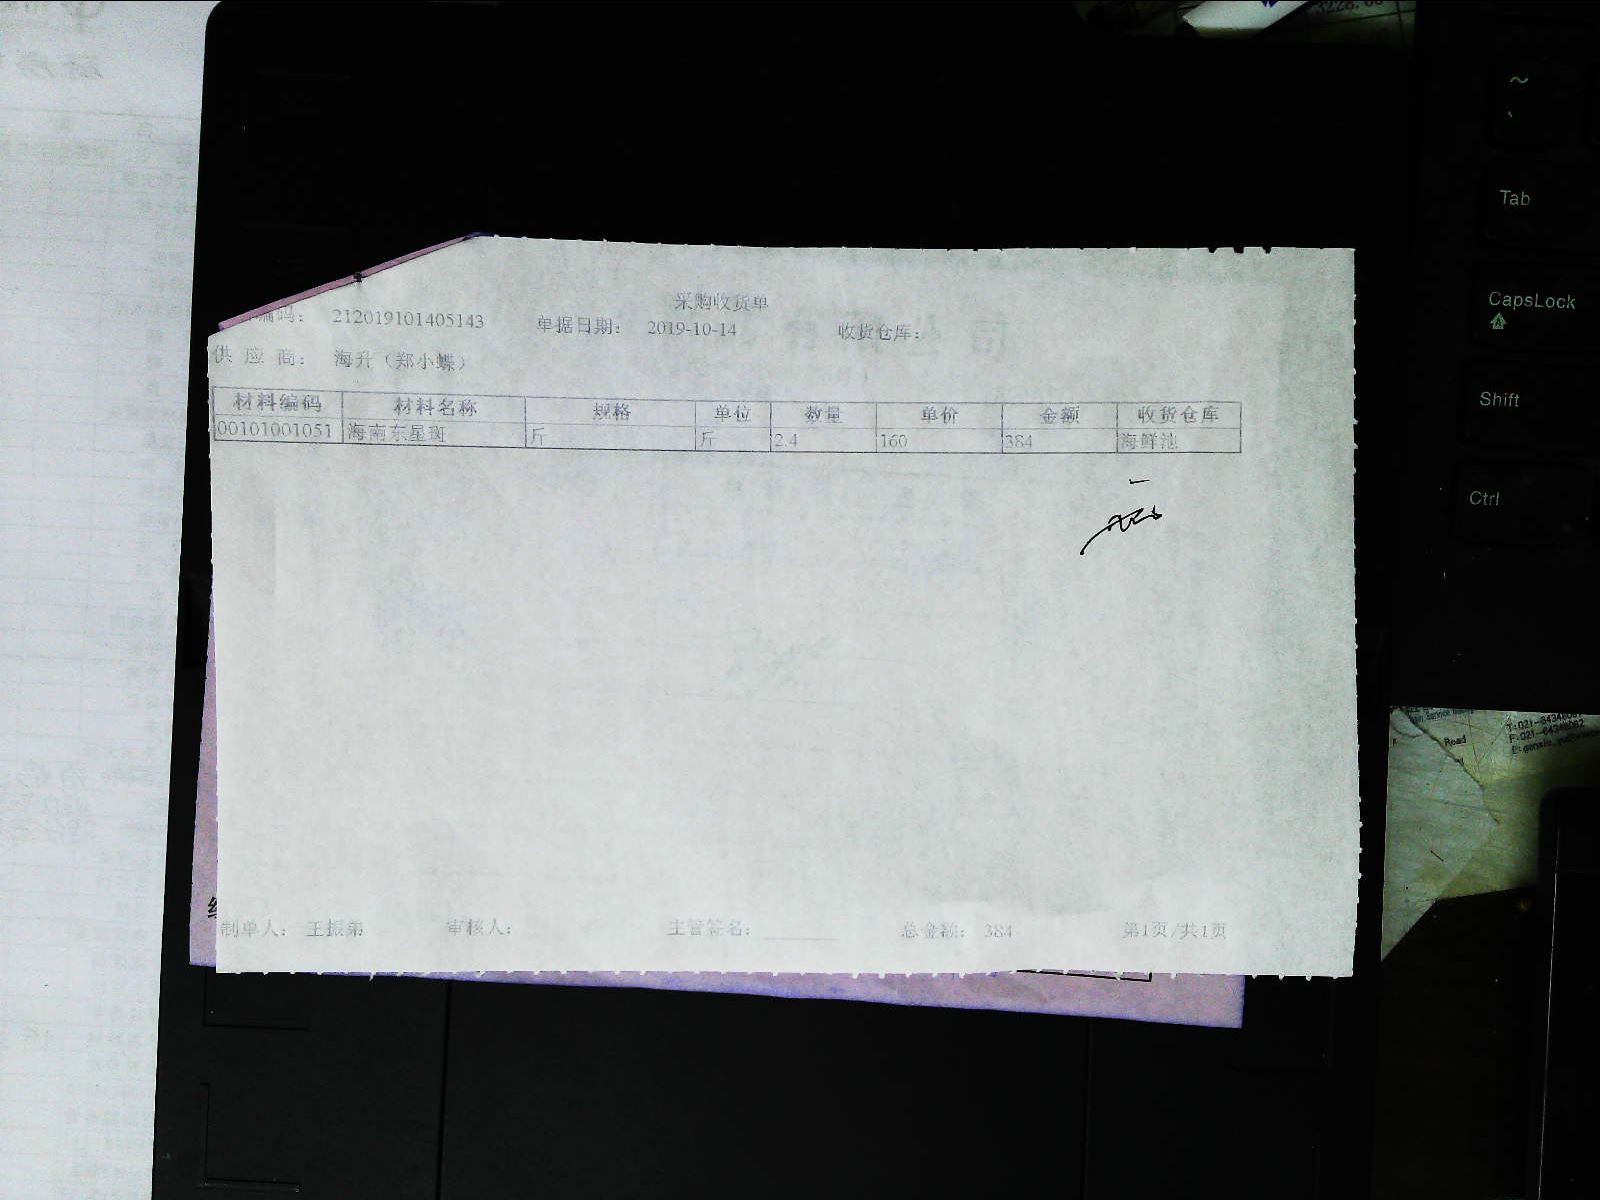 采购收货单
编码： 212019101405143 单据日期： 2019-10-14 收货仓库：
供 应 商： 海升（郑小蝶）
材料编码 材料名称 规格 单位 数量 单价 金额 收货仓库
00101001051 海南东星斑 斤 斤 2.4 160 384 海鲜池
制单人： 王振弟 审核人： 主管签名： 总金额： 384 第1页/共1页
~
`
Tab
CapsLock
Shift
Ctrl
Road